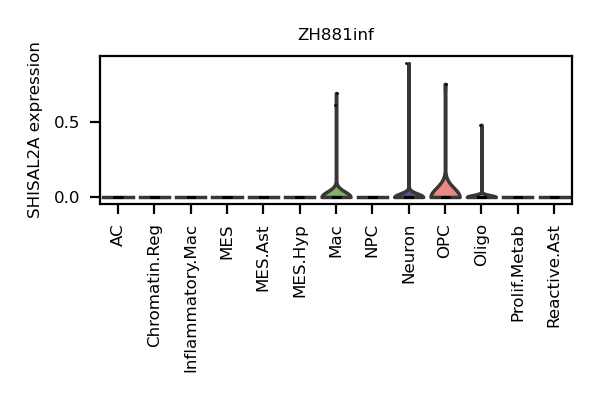 ZH881inf
SHISAL2A expression
0.5
0.0
AC
Chromatin.Reg
Inflammatory.Mac
MES
MES.Ast
MES.Hyp
Mac
NPC
Neuron
OPC
Oligo
Prolif.Metab
Reactive.Ast